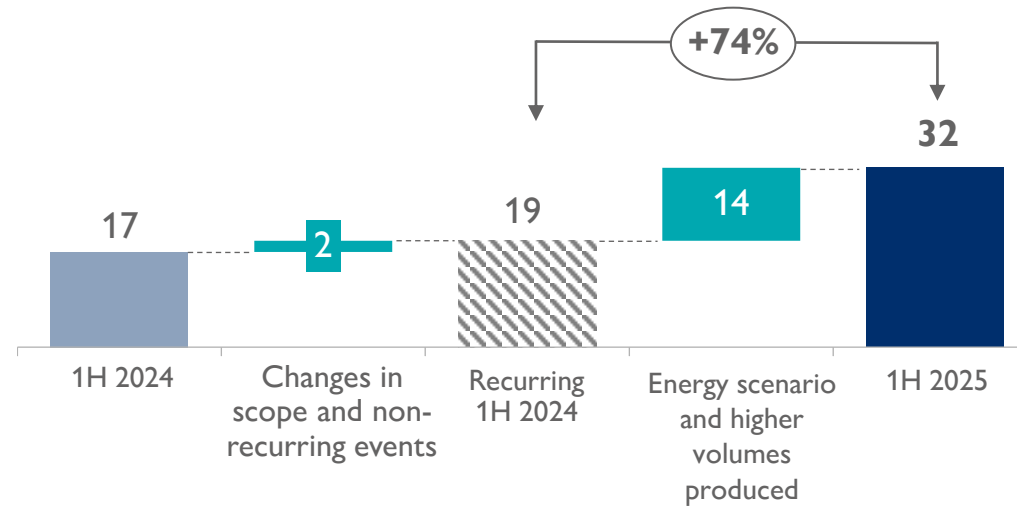 +74%
32
14
19
17
2
1H 2024
Changes in
scope and non-
recurring events
Recurring
1H 2024
Energy scenario
and higher
volumes
produced
1H 2025